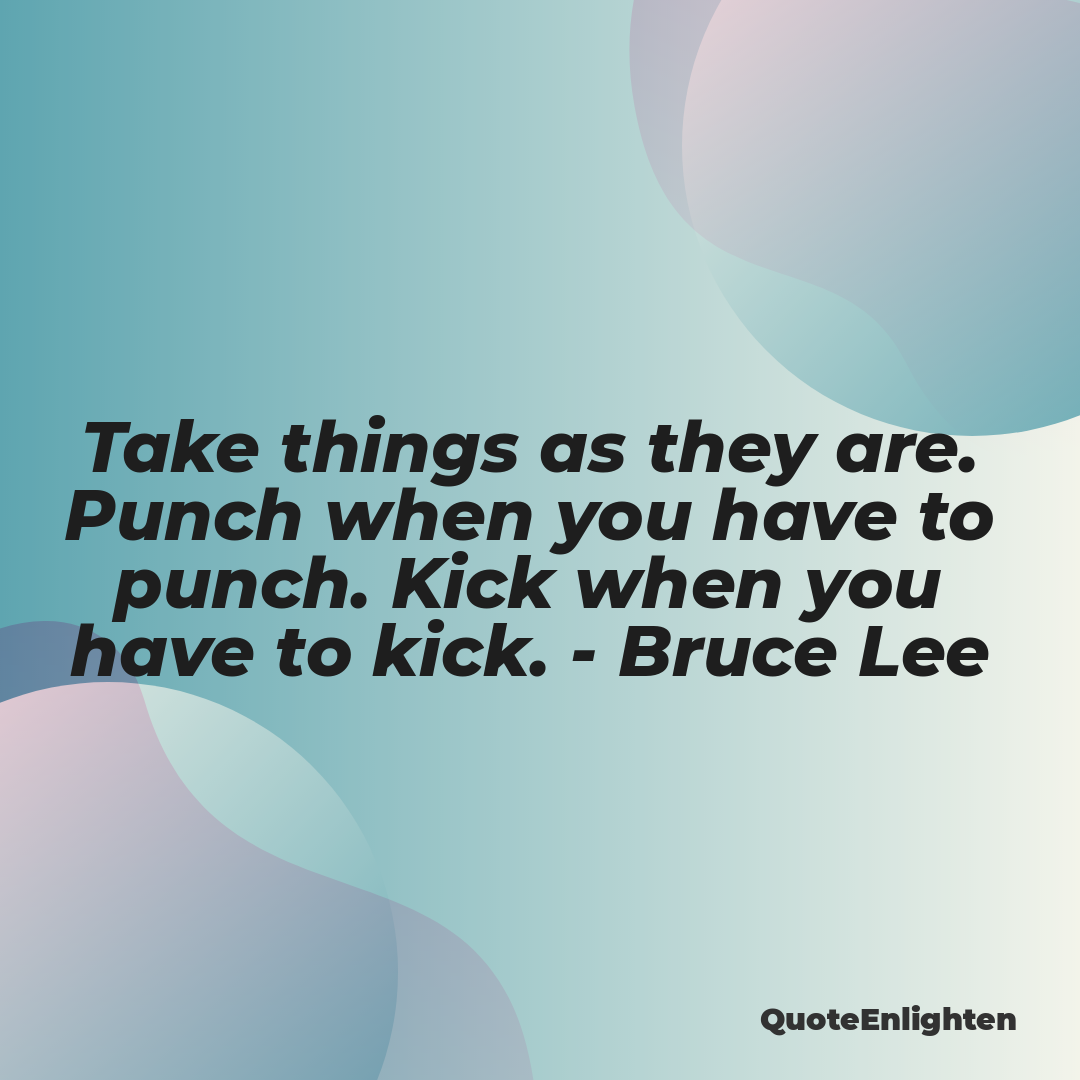 Take things as they are.
Punch when you have to
punch. Kick when you
have to kick. - Bruce Lee
QuoteEnlighten